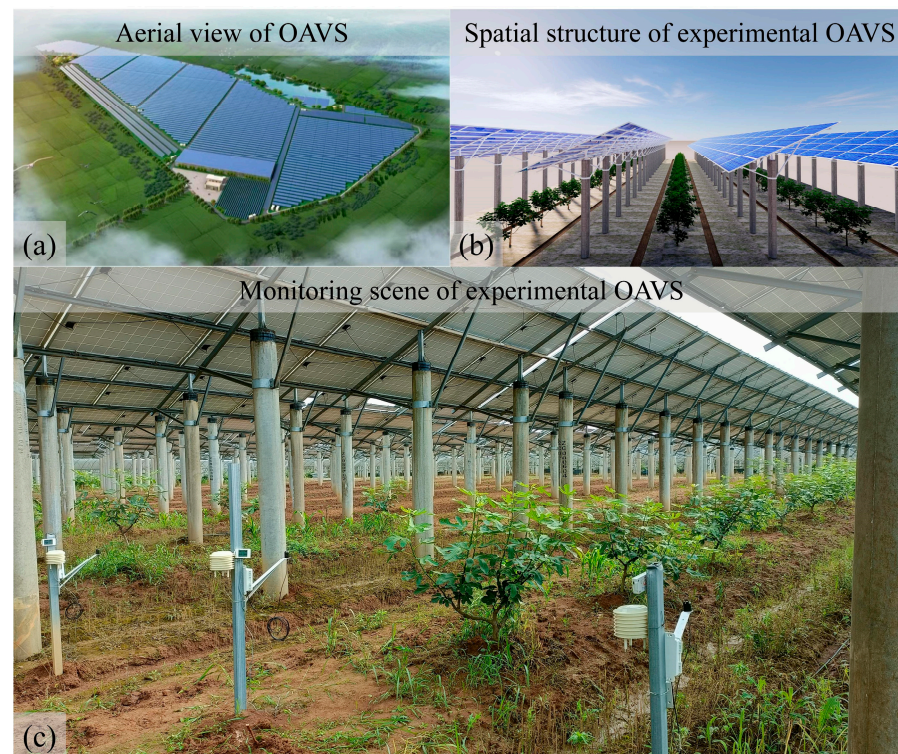 Aerial view of OAVS
Spatial structure of experimental OAVS
(a)
(b)
Monitoring scene of experimental OAVS
(c)